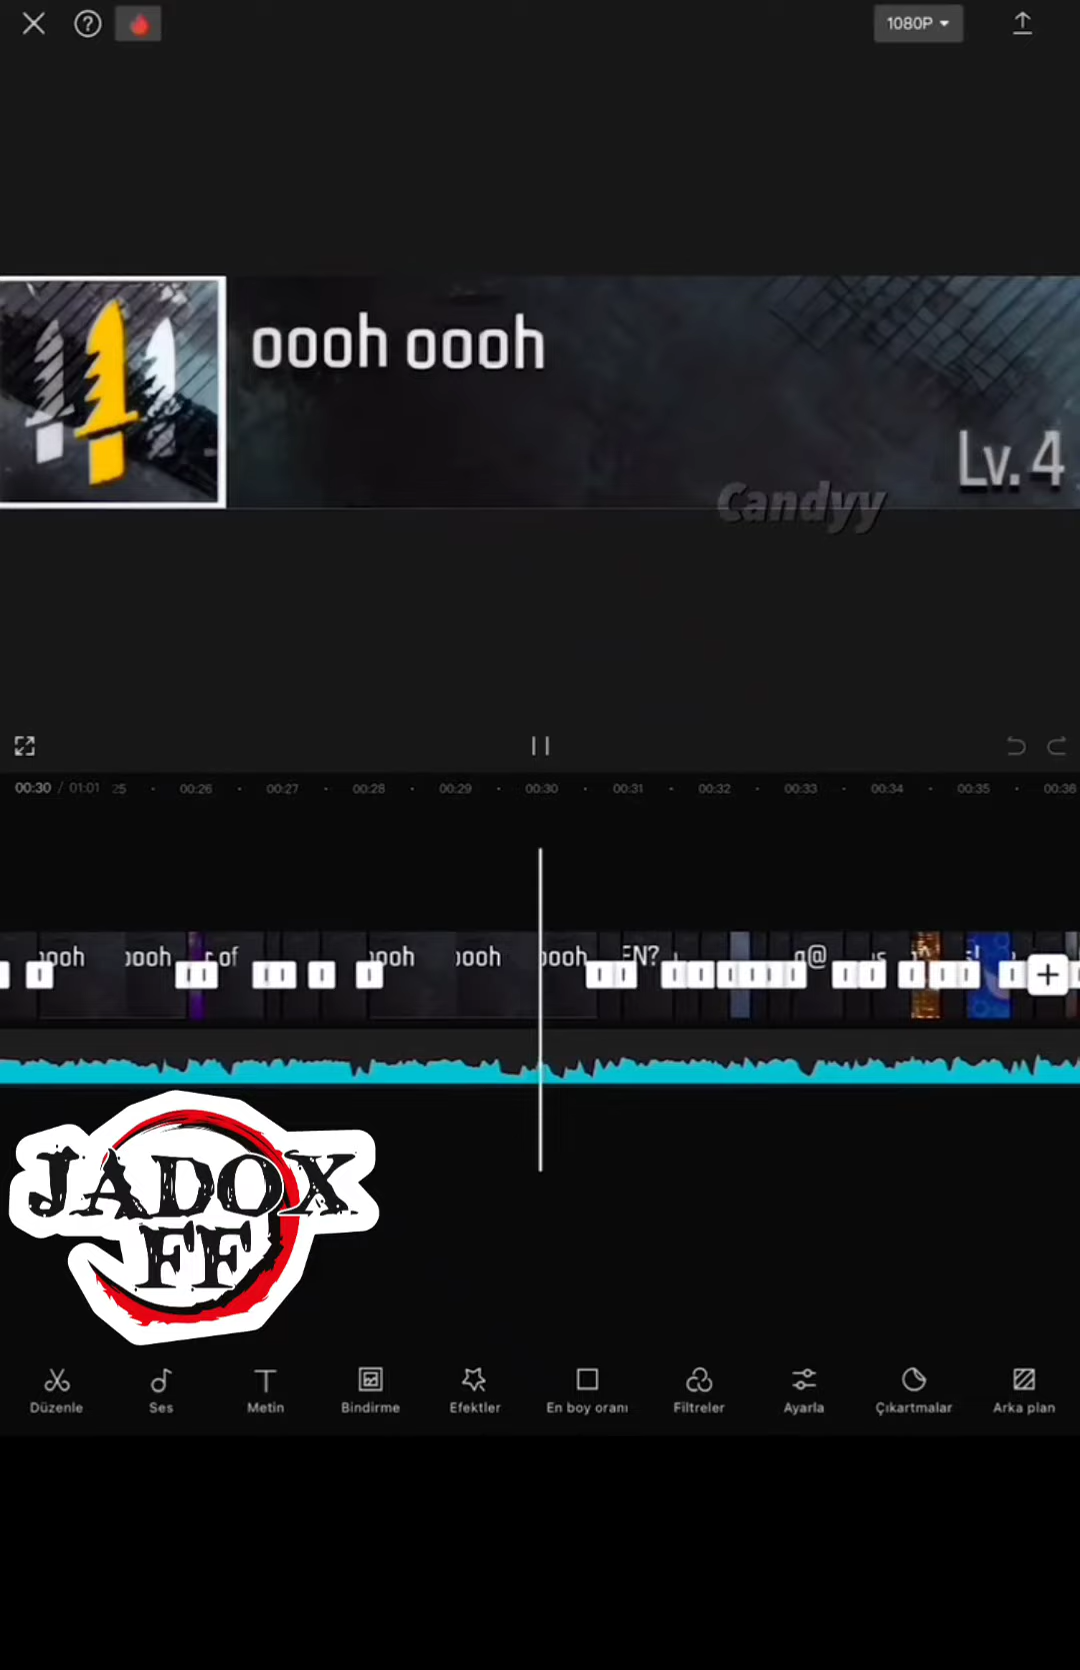 1080P
oooh oooh
Lv. 4
Candyy
00:30 / 01:01 25 00:26 00:27 00:28 00:29 00:30 00:31 00:32 00:33 00:34 00:35 00:36
JADOX
FF
Düzenle Ses Metin Bindirme Efektler En boy oranı Filtreler Ayarla Çıkartmalar Arka plan